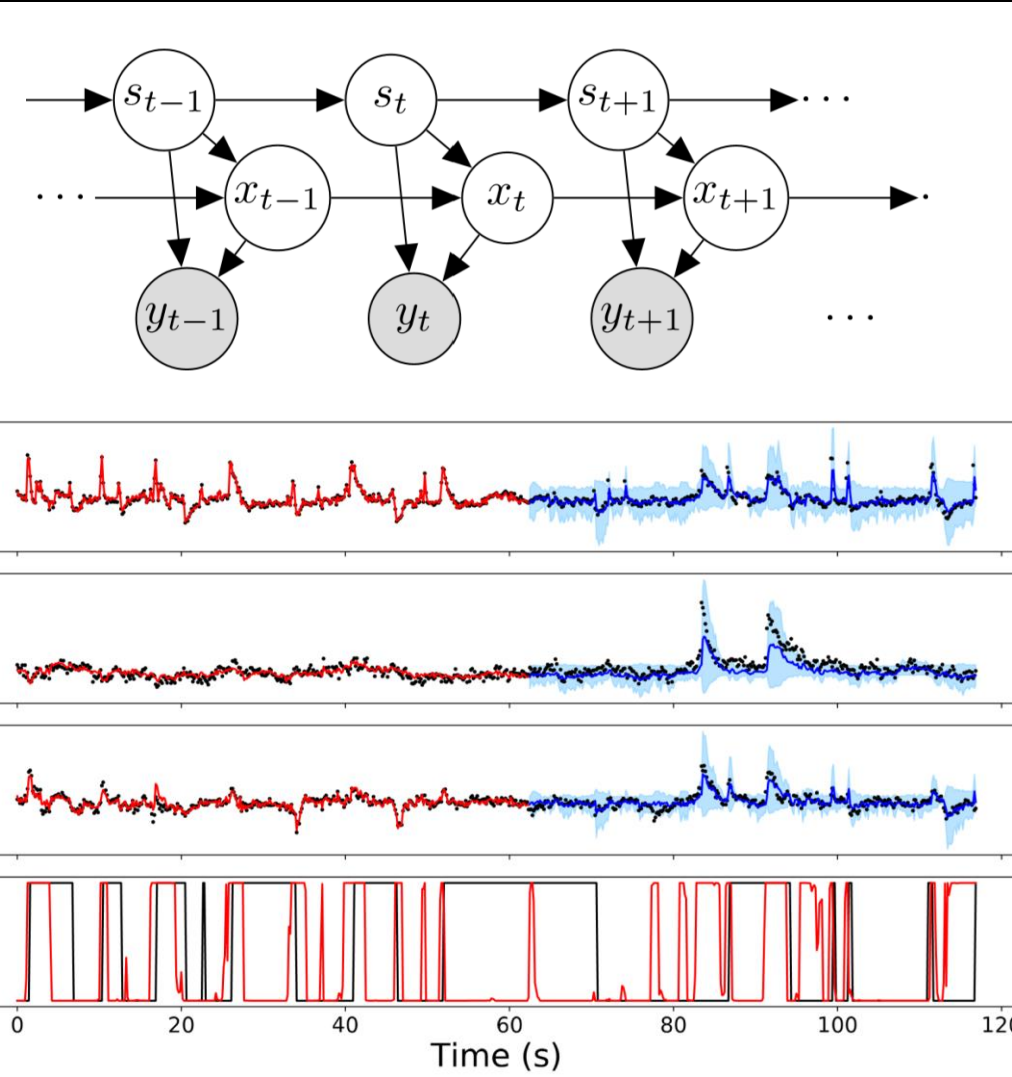 s_{t−1} s_t s_{t+1} ···
··· x_{t−1} x_t x_{t+1} ·
y_{t−1} y_t y_{t+1} ···
0 20 40 60 80 100 120
Time (s)